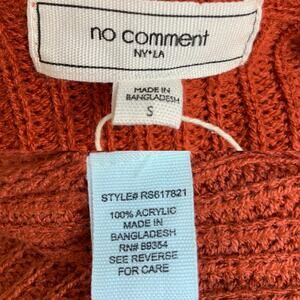 no comment
NY•LA
MADE IN
BANGLADESH
S
STYLE# RS617821
100% ACRYLIC
MADE IN
BANGLADESH
RN# 89354
SEE REVERSE
FOR CARE